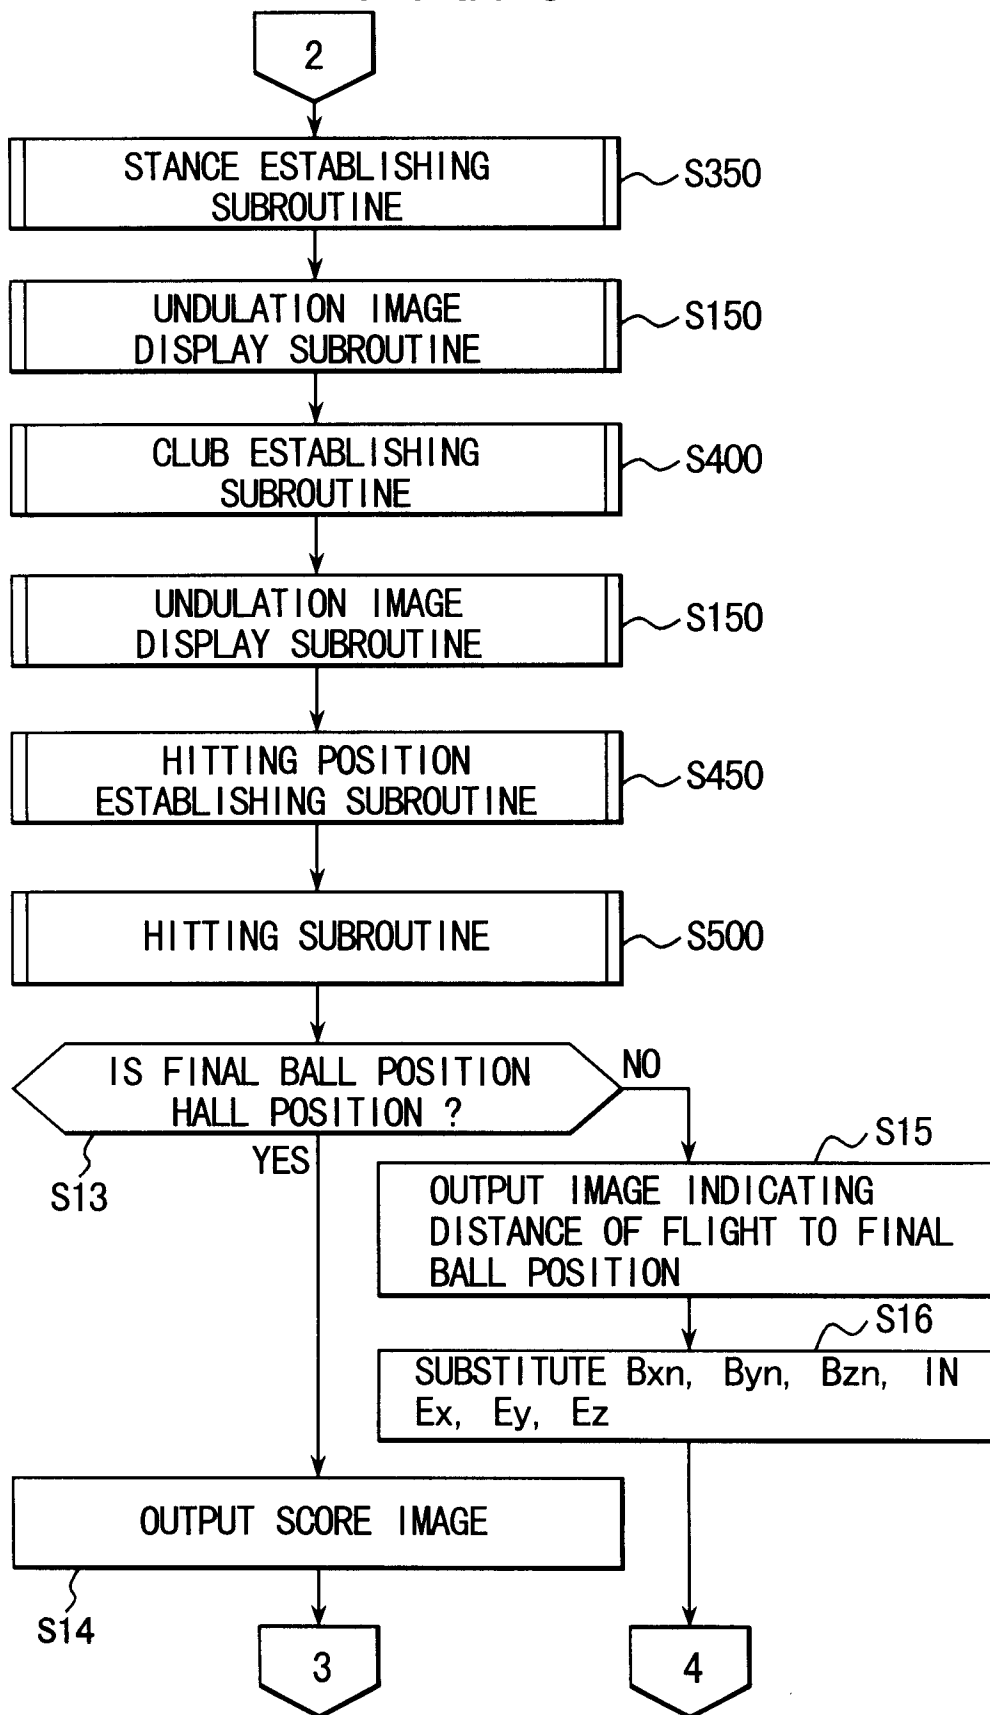 2
STANCE ESTABLISHING
SUBROUTINE
S350
UNDULATION IMAGE
DISPLAY SUBROUTINE
S150
CLUB ESTABLISHING
SUBROUTINE
S400
UNDULATION IMAGE
DISPLAY SUBROUTINE
S150
HITTING POSITION
ESTABLISHING SUBROUTINE
S450
HITTING SUBROUTINE
S500
IS FINAL BALL POSITION
HALL POSITION ?
NO
YES
S13
S15
OUTPUT IMAGE INDICATING
DISTANCE OF FLIGHT TO FINAL
BALL POSITION
S16
SUBSTITUTE Bxn, Byn, Bzn, IN
Ex, Ey, Ez
OUTPUT SCORE IMAGE
S14
3
4